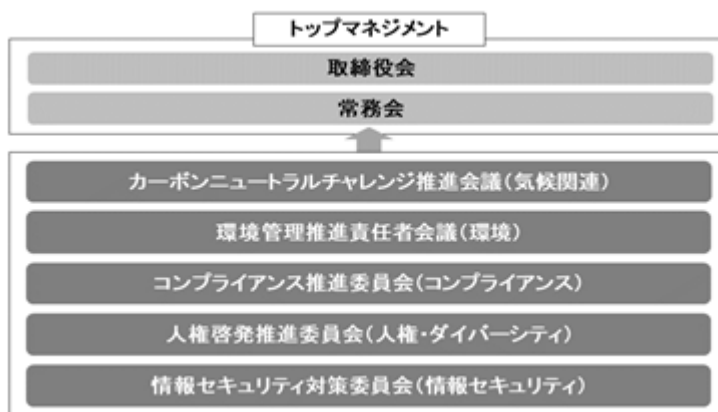 トップマネジメント
取締役会
常務会
カーボンニュートラルチャレンジ推進会議(気候関連)
環境管理推進責任者会議(環境)
コンプライアンス推進委員会(コンプライアンス)
人権啓発推進委員会(人権・ダイバーシティ)
情報セキュリティ対策委員会(情報セキュリティ)